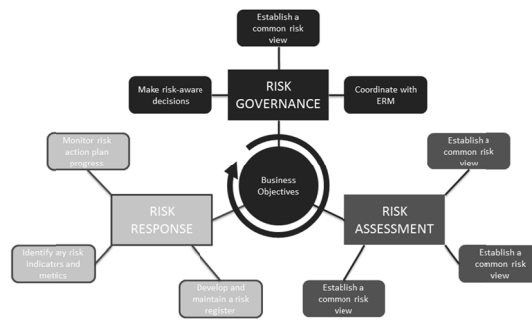 Establish a
common risk
view
Make risk-aware
decisions
RISK
GOVERNANCE
Coordinate with
ERM
Monitor risk
action plan
progress
Business
Objectives
Establish a
common risk
view
RISK
RESPONSE
RISK
ASSESSMENT
Identify
risk
indicators and
Develop and
maintain a risk
register
Establish a
common risk
view
Establish a
common risk
view